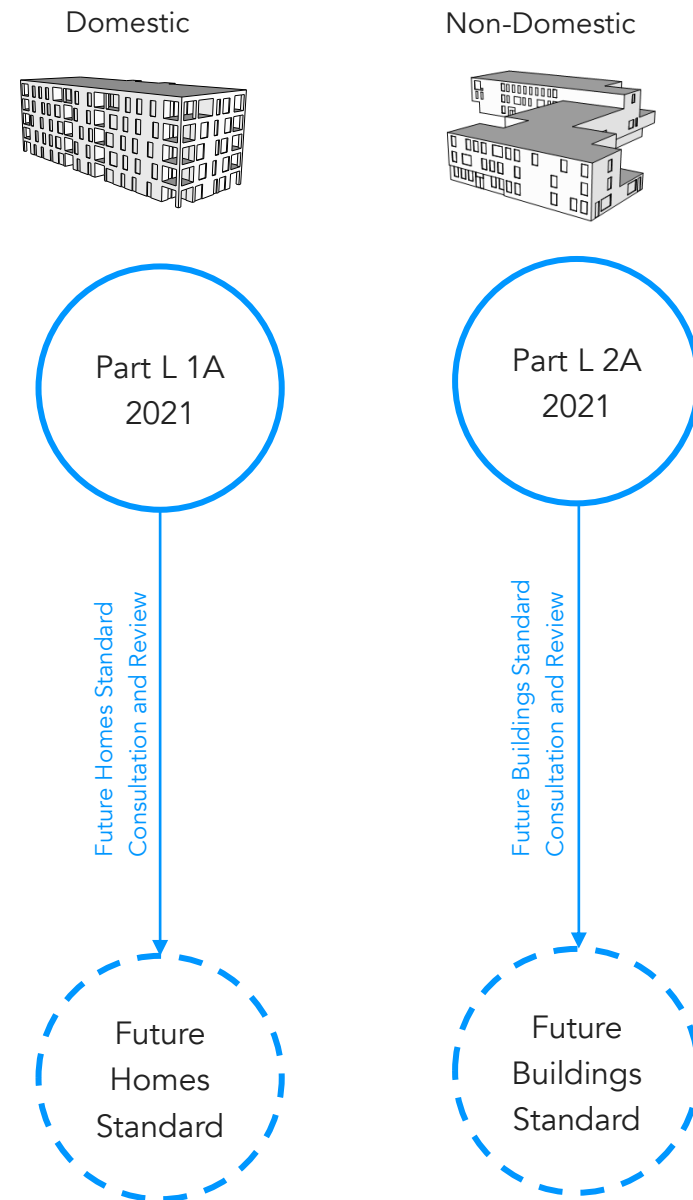 Domestic
Non-Domestic
Part L 1A
2021
Part L 2A
2021
Future Homes Standard
Consultation and Review
Future Buildings Standard
Consultation and Review
Future
Homes
Standard
Future
Buildings
Standard